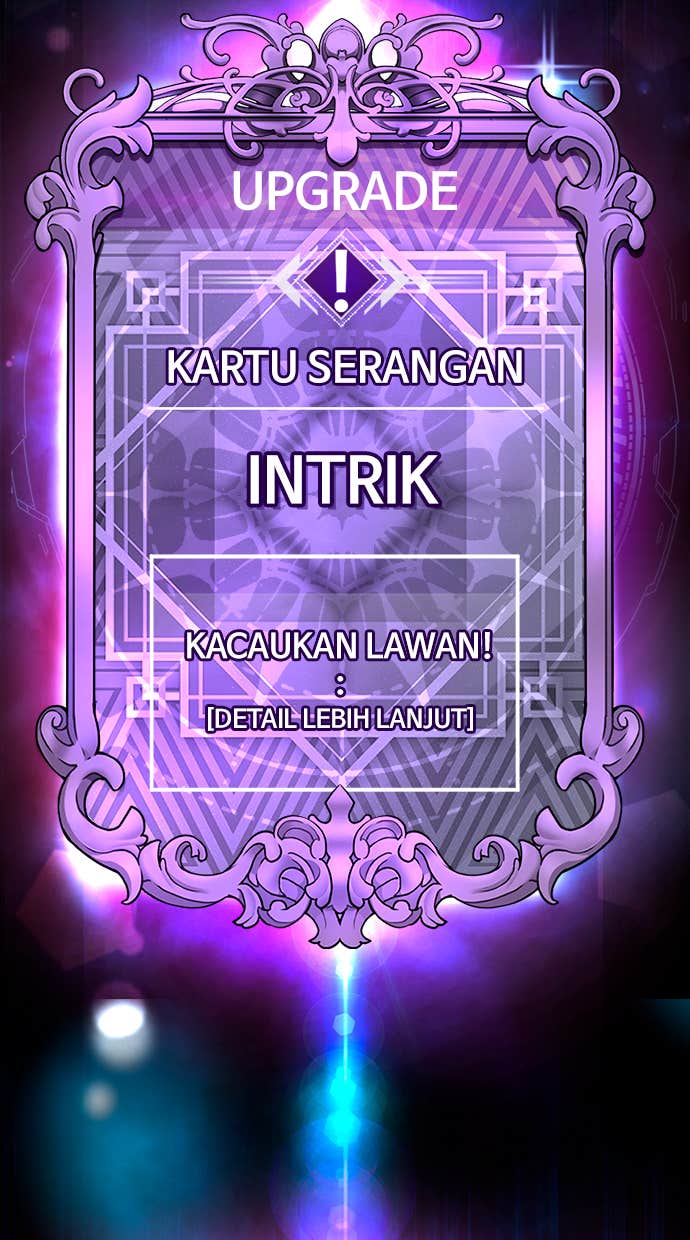 UPGRADE
!
KARTU SERANGAN
INTRIK
KACAUKAN LAWAN!
:
[DETAIL LEBIH LANJUT]